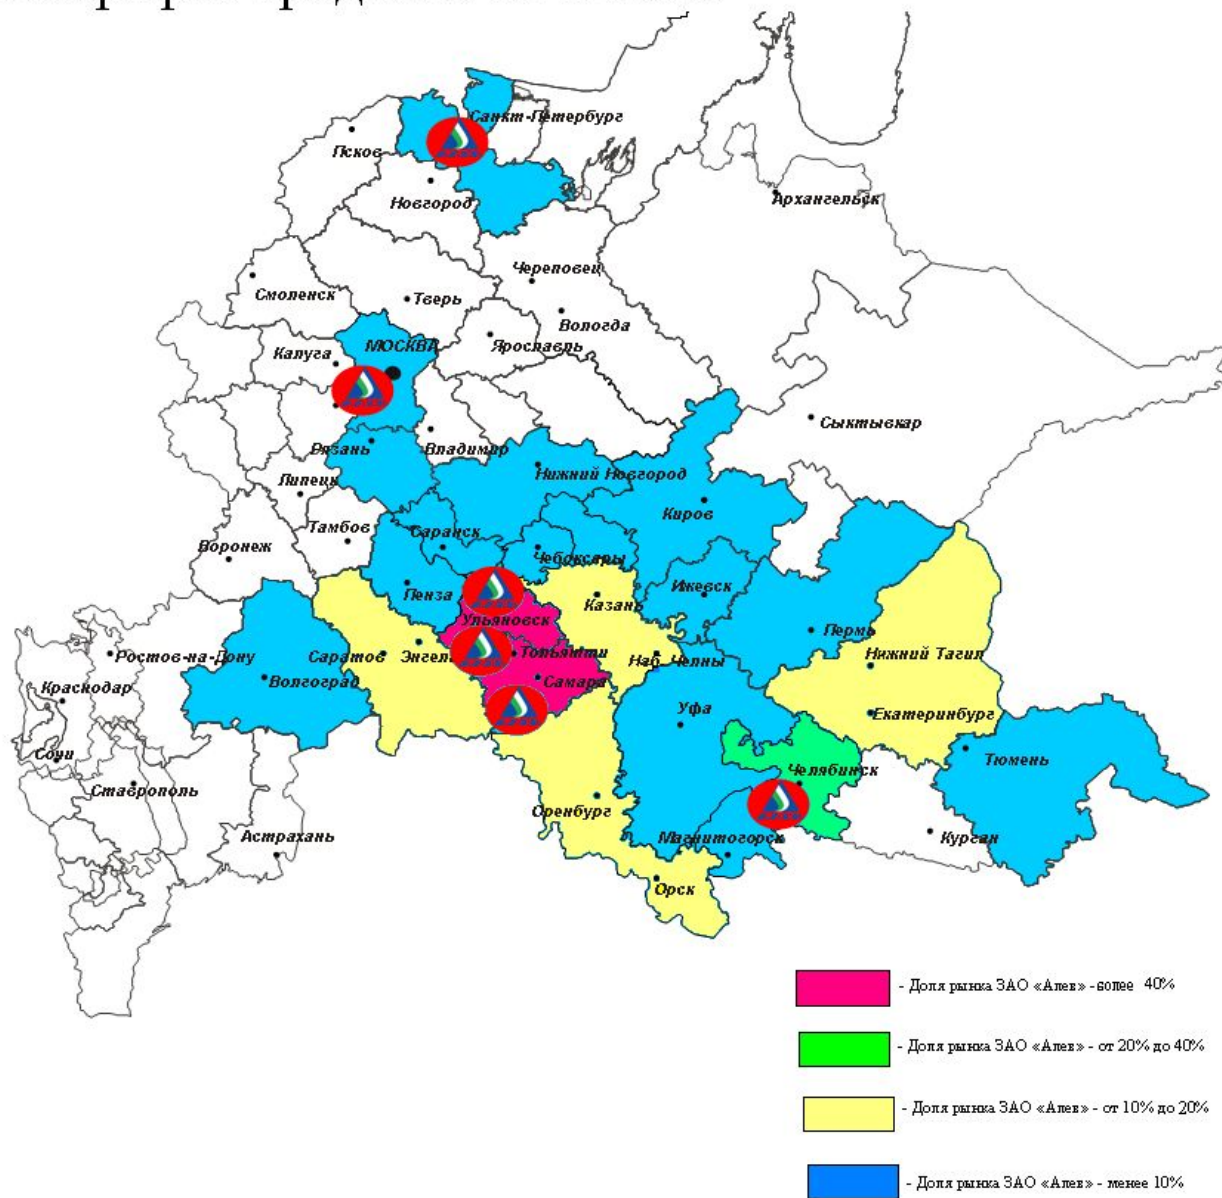 Санкт-Петербург
Псков
Новгород
Архангельск
Череповец
Смоленск
Тверь
Вологда
Калуга
МОСКВА
Ярославль
Сыктывкар
Рязань
Владимир
Нижний Новгород
Липецк
Киров
Тамбов
Саранск
Воронеж
Чебоксары
Пенза
Ижевск
Казань
Ульяновск
Пермь
Ростов-на-Дону
Саратов
Энгел
Тольятти
Наб. Челны
Нижний Тагил
Краснодар
Волгоград
Самара
Уфа
Екатеринбург
Сочи
Тюмень
Ставрополь
Челябинск
Оренбург
Астрахань
Магнитогорск
Курган
Орск
- Доля рынка ЗАО «Алев» -более 40%
- Доля рынка ЗАО «Алев» - от 20% до 40%
- Доля рынка ЗАО «Алев» - от 10% до 20%
- Доля рынка ЗАО «Алев» - менее 10%